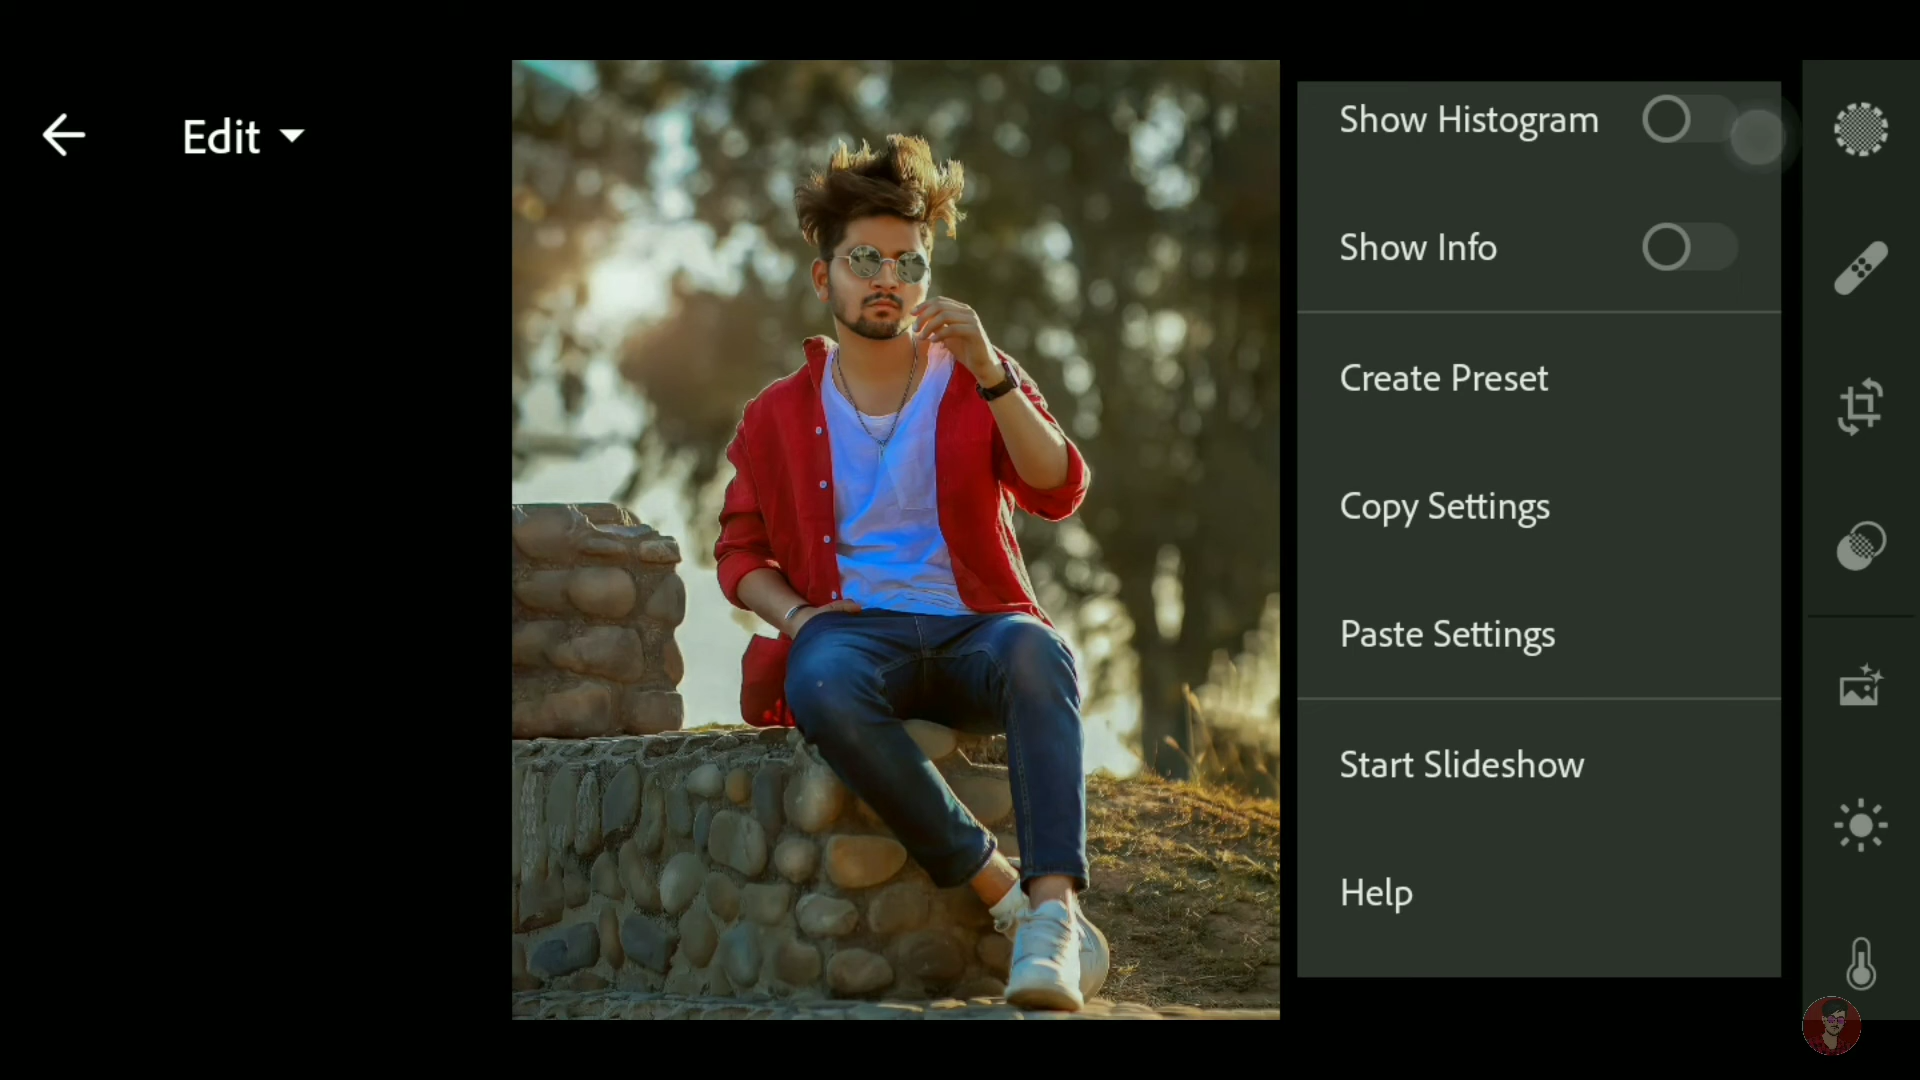 Edit
Show Histogram
Show Info
Create Preset
Copy Settings
Paste Settings
Start Slideshow
Help